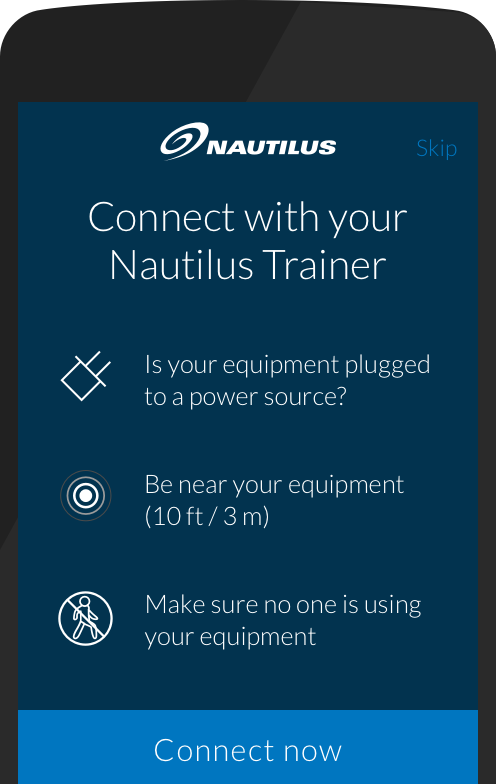 NAUTILUS
Skip
Connect with your
Nautilus Trainer
Is your equipment plugged
to a power source?
Be near your equipment
(10 ft / 3 m)
Make sure no one is using
your equipment
Connect now